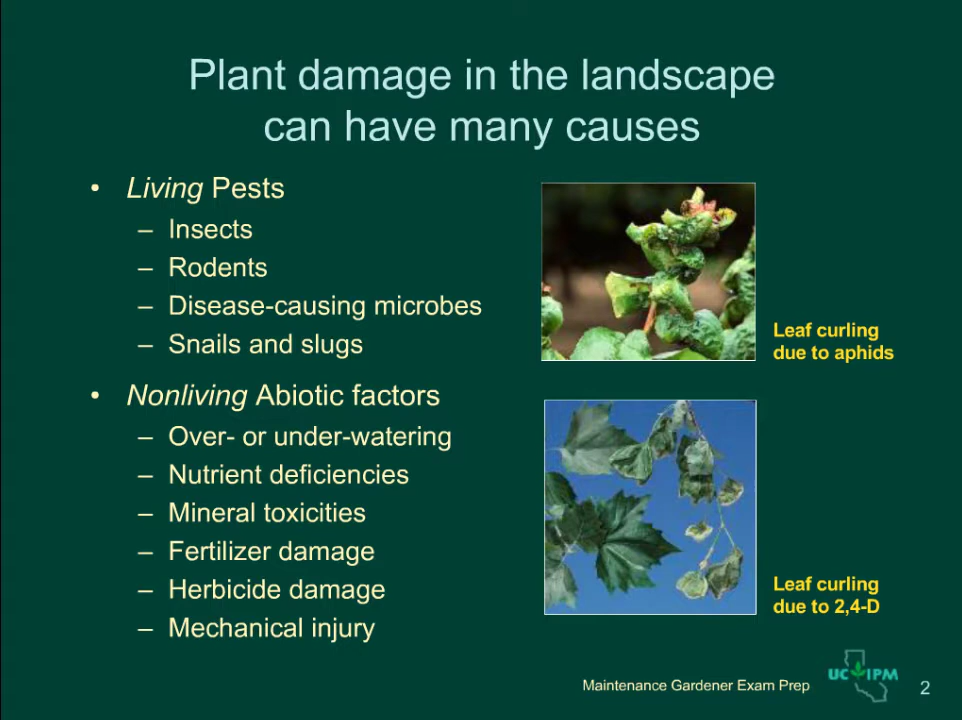 Plant damage in the landscape
can have many causes
• Living Pests
– Insects
– Rodents
– Disease-causing microbes
– Snails and slugs
• Nonliving Abiotic factors
– Over- or under-watering
– Nutrient deficiencies
– Mineral toxicities
– Fertilizer damage
– Herbicide damage
– Mechanical injury
Leaf curling
due to aphids
Leaf curling
due to 2,4-D
Maintenance Gardener Exam Prep
UC IPM
2